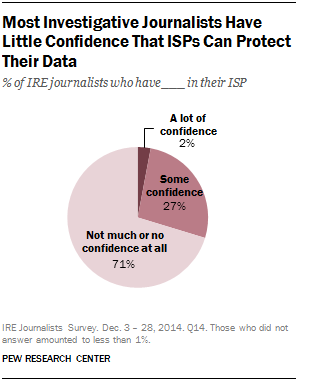 Most Investigative Journalists Have
Little Confidence That ISPs Can Protect
Their Data
% of IRE journalists who have___ in their ISP
A lot of
confidence
2%
Some
confidence
27%
Not much or no
confidence at all
71%
IRE Journalists Survey. Dec. 3 – 28, 2014. Q14. Those who did not
answer amounted to less than 1%.
PEW RESEARCH CENTER